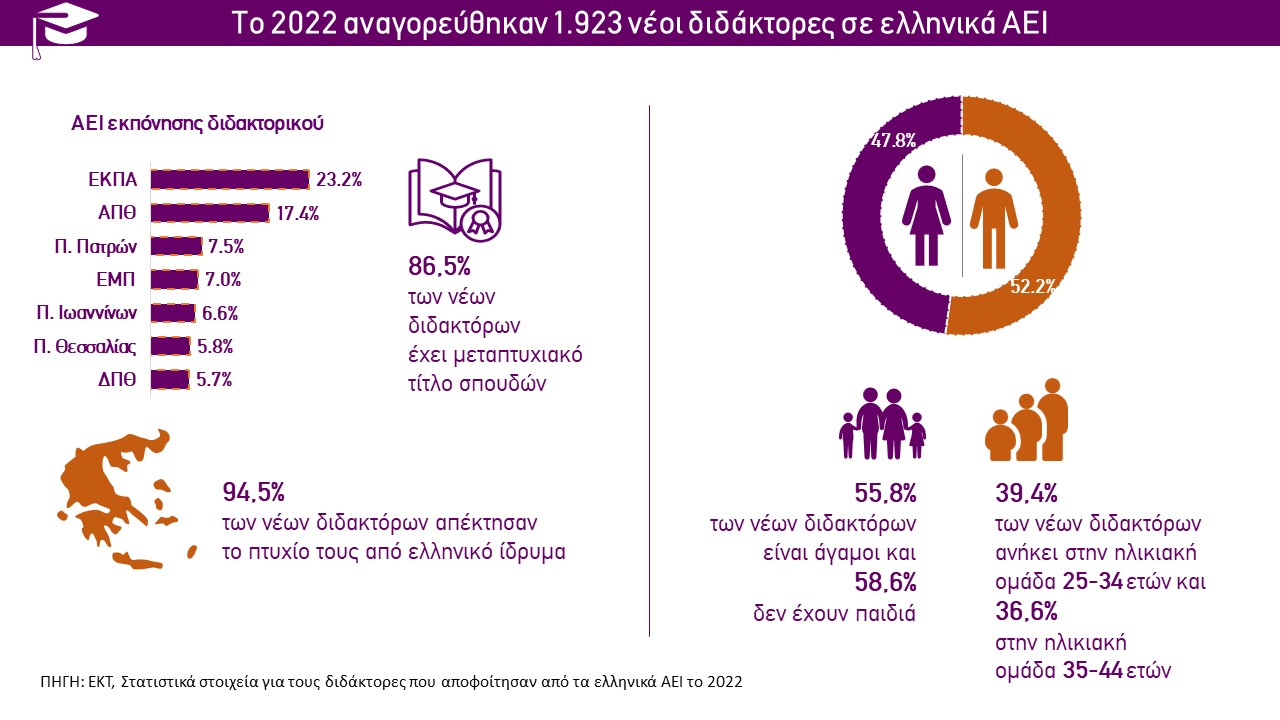 Το 2022 αναγορεύθηκαν 1.923 νέοι διδάκτορες σε ελληνικά ΑΕΙ
ΑΕΙ εκπόνησης διδακτορικού
ΕΚΠΑ 23.2%
ΑΠΘ 17.4%
Π. Πατρών 7.5%
ΕΜΠ 7.0%
Π. Ιωαννίνων 6.6%
Π. Θεσσαλίας 5.8%
ΔΠΘ 5.7%
86,5%
των νέων
διδακτόρων
έχει μεταπτυχιακό
τίτλο σπουδών
94,5%
των νέων διδακτόρων απέκτησαν
το πτυχίο τους από ελληνικό ίδρυμα
47.8%
52.2%
55,8%
των νέων διδακτόρων
είναι άγαμοι και
58,6%
δεν έχουν παιδιά
39,4%
των νέων διδακτόρων
ανήκει στην ηλικιακή
ομάδα 25-34 ετών και
36,6%
στην ηλικιακή
ομάδα 35-44 ετών
ΠΗΓΗ: ΕΚΤ, Στατιστικά στοιχεία για τους διδάκτορες που αποφοίτησαν από τα ελληνικά ΑΕΙ το 2022